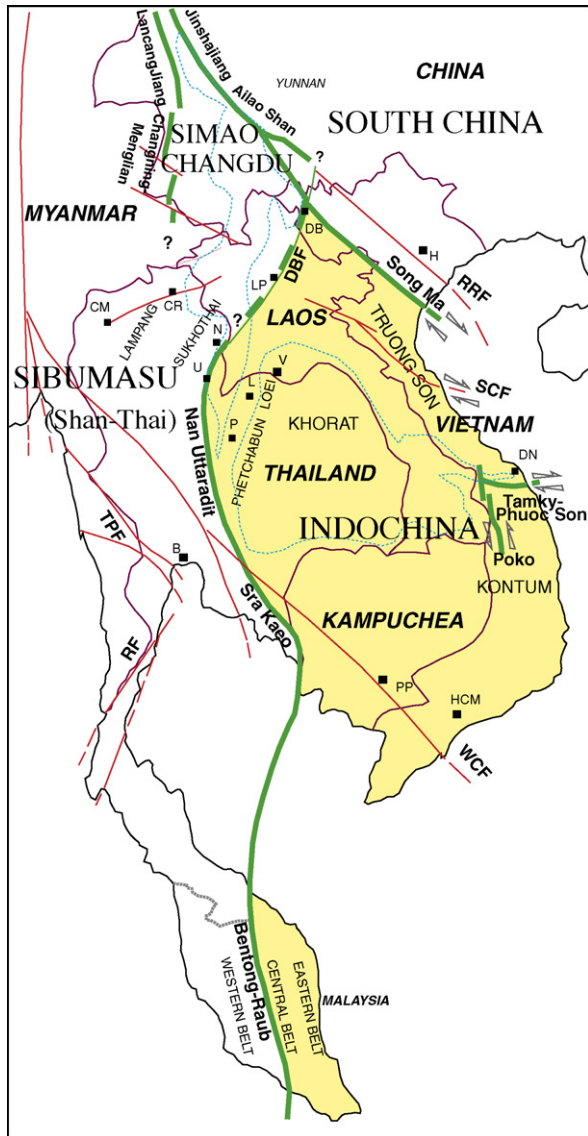 LancangJiang
Jinshajiang
Ailao Shan
YUNNAN
CHINA
SOUTH CHINA
SIMAO
CHANGDU
Changning-
Menglian
?
MYANMAR
?
DB
H
Song Ma
RRF
DBF
LP
CM
CR
LAMPANG
SUKHOTHAI
N
?
LAOS
TRUONG SON
SCF
VIETNAM
U
V
L
LOEI
P
PHETCHABUN
KHORAT
SIBUMASU
(Shan-Thai)
Nan Uttaradit
THAILAND
DN
Tamky-
Phuoc Son
INDOCHINA
Poko
KONTUM
TPF
B
Sra Kaeo
KAMPUCHEA
RF
PP
HCM
WCF
Bentong-Raub
WESTERN BELT
CENTRAL BELT
EASTERN BELT
MALAYSIA